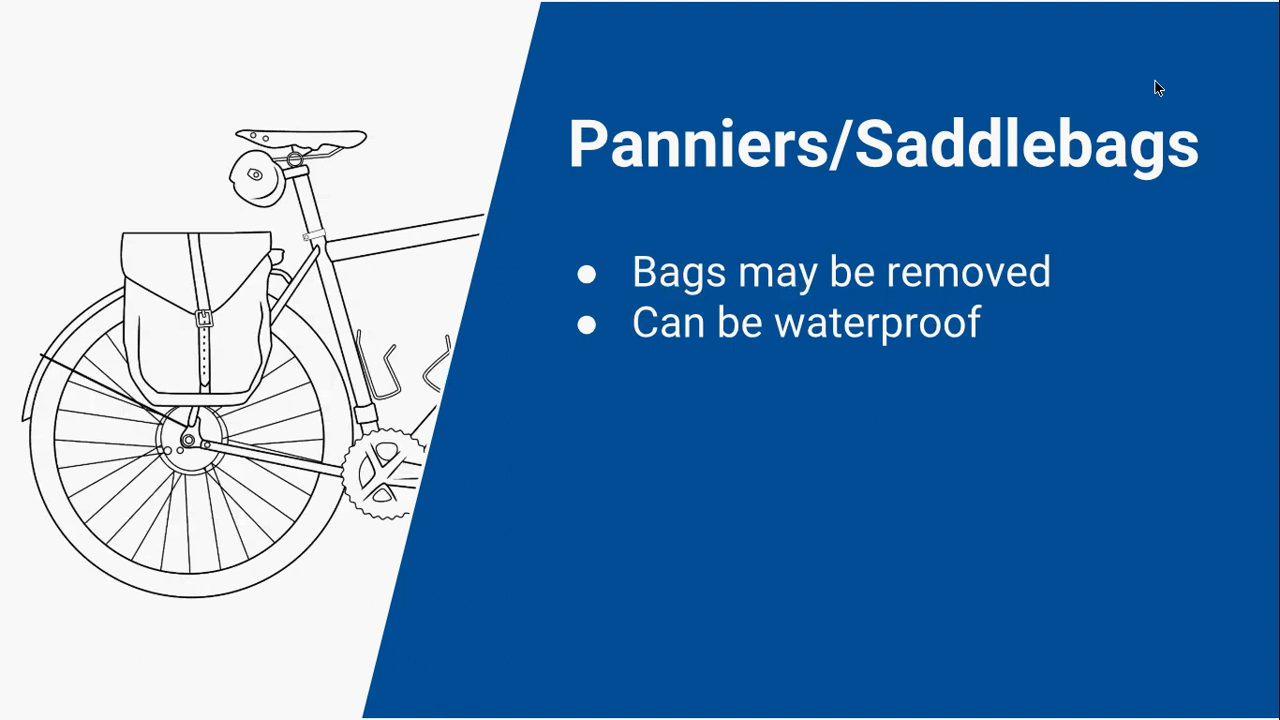 Panniers/Saddlebags
● Bags may be removed
● Can be waterproof